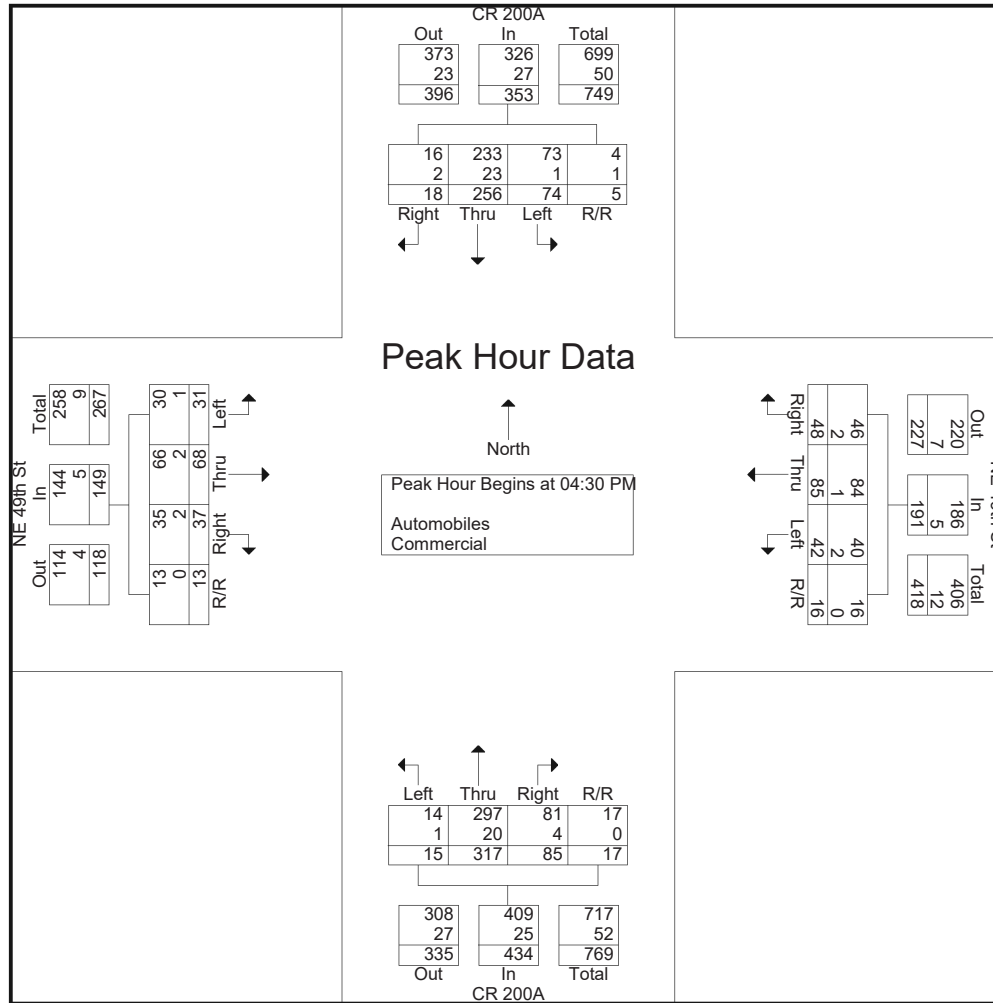 CR 200A
Out In Total
373 326 699
23 27 50
396 353 749
16 233 73 4
2 23 1 1
18 256 74 5
Right Thru Left R/R
Peak Hour Data
North
Peak Hour Begins at 04:30 PM
Automobiles
Commercial
NE 49th St
Total In Out
258 144 114
9 5 4
267 149 118
30 66 35 13
1 2 2 0
31 68 37 13
Left Thru Right R/R
Right Thru Left R/R
48 85 42 16
2 1 2 0
46 84 40 16
Out In Total
220 186 406
7 5 12
227 191 418
Left Thru Right R/R
14 297 81 17
1 20 4 0
15 317 85 17
308 409 717
27 25 52
335 434 769
Out In Total
CR 200A